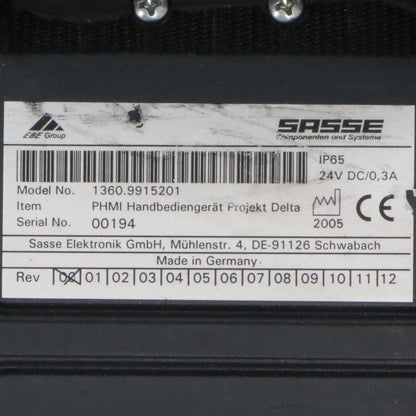 EBE Group
SASSE
Komponenten und Systeme
IP65
24V DC/0,3A
Model No. 1360.9915201
Item PHMI Handbediengerät Projekt Delta
Serial No. 00194
2005
CE
Sasse Elektronik GmbH, Mühlenstr. 4, DE-91126 Schwabach
Made in Germany
Rev 00 01 02 03 04 05 06 07 08 09 10 11 12